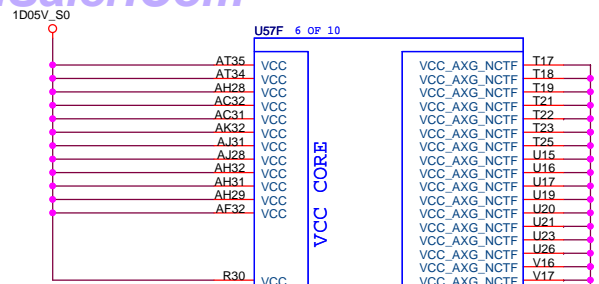 1D05V_S0
U57F 6 OF 10
AT35 VCC VCC_AXG_NCTF T17
AT34 VCC VCC_AXG_NCTF T18
AH28 VCC VCC_AXG_NCTF T19
AC32 VCC VCC_AXG_NCTF T21
AC31 VCC VCC_AXG_NCTF T22
AK32 VCC VCC_AXG_NCTF T23
AJ31 VCC VCC_AXG_NCTF T25
AJ28 VCC VCC_AXG_NCTF U15
AH32 VCC VCC_AXG_NCTF U16
AH31 VCC VCC_AXG_NCTF U17
AH29 VCC VCC_AXG_NCTF U19
AF32 VCC VCC_AXG_NCTF U20
VCC_AXG_NCTF U21
VCC_AXG_NCTF U23
VCC_AXG_NCTF U26
VCC_AXG_NCTF V16
R30 VCC VCC_AXG_NCTF V17
VCC CORE